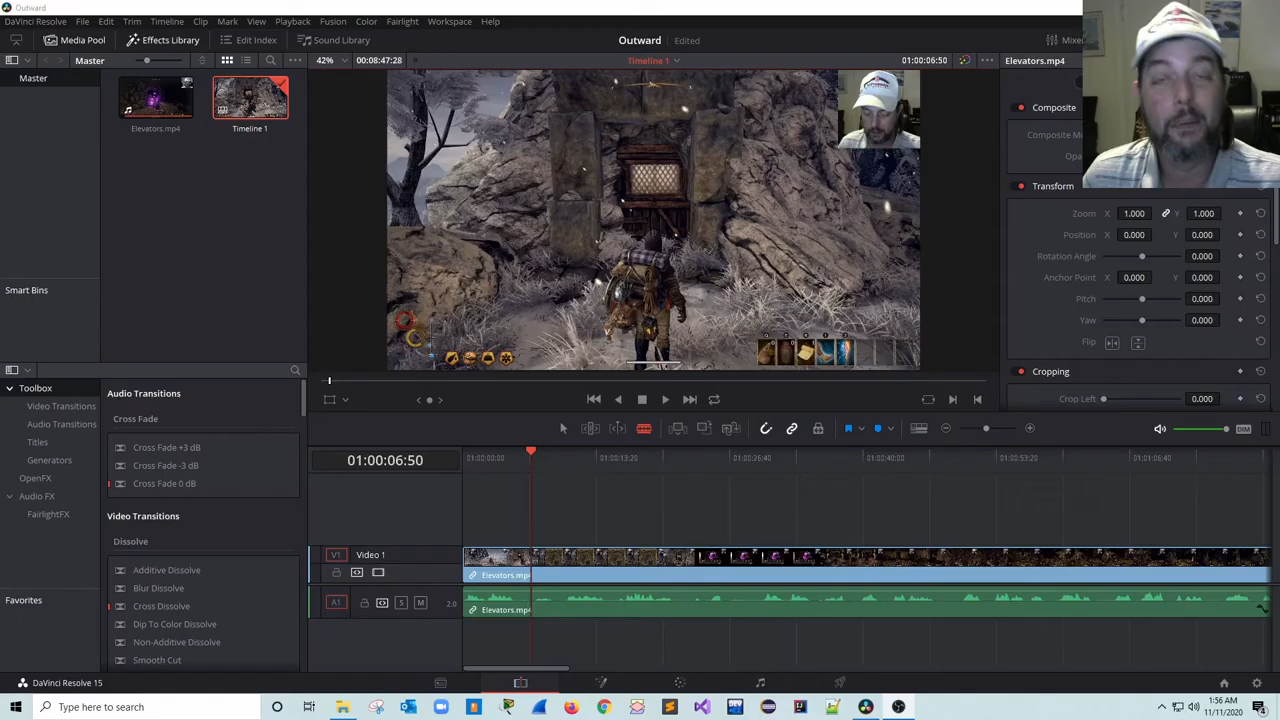 Outward
DaVinci Resolve File Edit Trim Timeline Clip Mark View Playback Fusion Color Fairlight Workspace Help
Media Pool Effects Library Edit Index Sound Library Outward Edited Mixer
Master 42% 00:08:47:28 Timeline 1 01:00:06:50 Elevators.mp4
Master
Elevators.mp4 Timeline 1
Smart Bins
Composite
Composite Mo
Opa
Transform
Zoom X 1.000 Y 1.000
Position X 0.000 Y 0.000
Rotation Angle 0.000
Anchor Point X 0.000 Y 0.000
Pitch 0.000
Yaw 0.000
Flip
Cropping
Crop Left 0.000
Toolbox
Video Transitions
Audio Transitions
Titles
Generators
OpenFX
Audio FX
FairlightFX
Favorites
Audio Transitions
Cross Fade
Cross Fade +3 dB
Cross Fade -3 dB
Cross Fade 0 dB
Video Transitions
Dissolve
Additive Dissolve
Blur Dissolve
Cross Dissolve
Dip To Color Dissolve
Non-Additive Dissolve
Smooth Cut
DIM
01:00:06:50 01:00:00:00 01:00:13:20 01:00:26:40 01:00:40:00 01:00:53:20 01:01:06:40
V1 Video 1
Elevators.mp4
A1 S M 2.0
Elevators.mp4
DaVinci Resolve 15
Type here to search
1:56 AM
11/11/2020
4